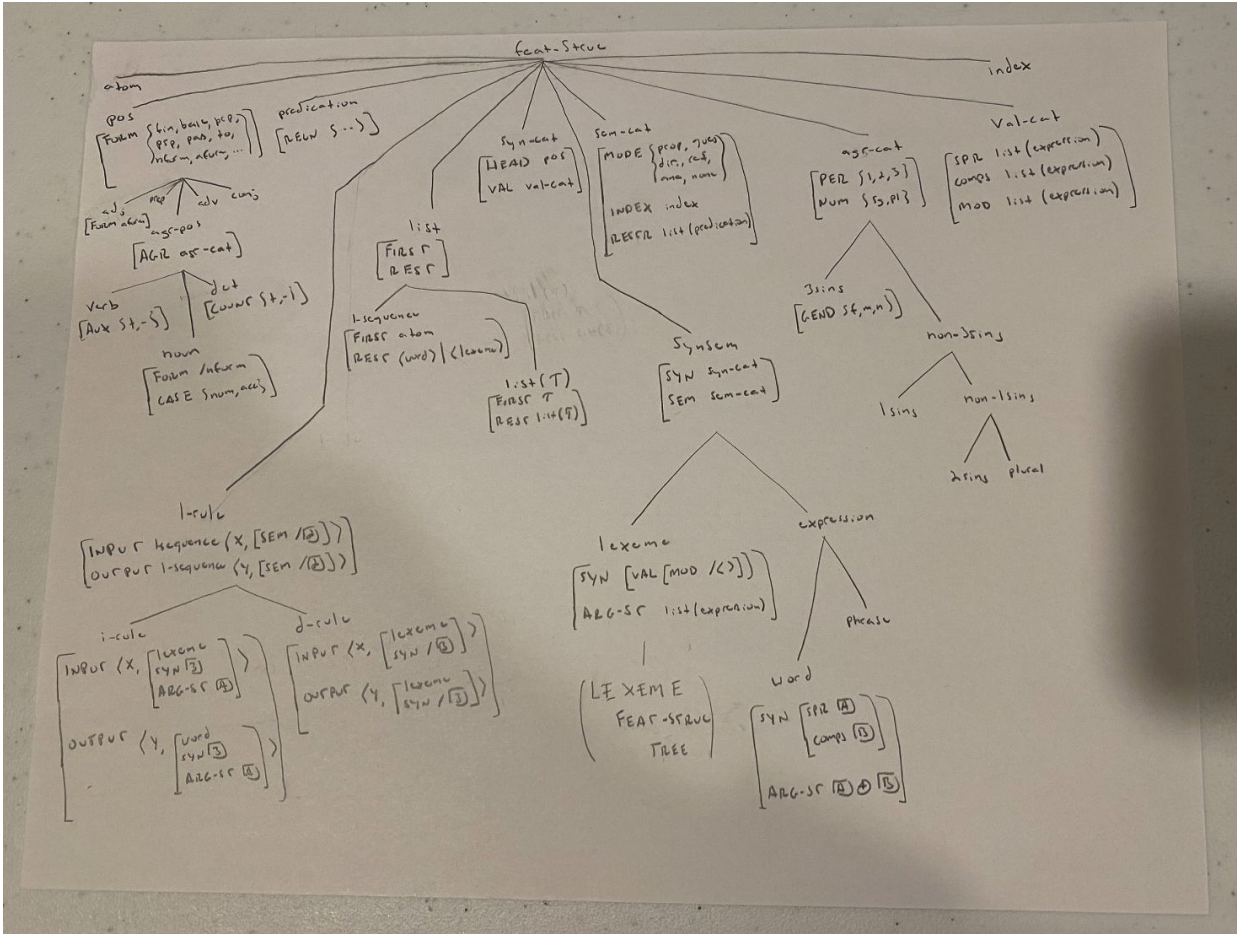 feat-struc
atom
index
pos
[FORM {fin, base, prp,
psp, pas, to,
nform, aform, ...}]
predication
[RELN {...}]
syn-cat
[HEAD pos
VAL val-cat]
sem-cat
[MODE {prop, ques,
dir, ref,
ana, none}
INDEX index
RESTR list(predication)]
agr-cat
[PER {1,2,3}
NUM {sg,pl}]
val-cat
[SPR list(expression)
COMPS list(expression)
MOD list(expression)]
adj
[FORM aform]
prep
adv
conj
agr-pos
[AGR agr-cat]
verb
[AUX {+,-}]
det
[COUNT {+,-}]
noun
[FORM /nform
CASE {nom, acc}]
list
[FIRST
REST]
l-sequence
[FIRST atom
REST ⟨word⟩|⟨lexeme⟩]
list(T)
[FIRST T
REST list(T)]
synsem
[SYN syn-cat
SEM sem-cat]
3sing
[GEND {f,m,n}]
non-3sing
1sing
non-1sing
2sing
plural
l-rule
[INPUT l-sequence ⟨X, [SEM /[2]]⟩
OUTPUT l-sequence ⟨Y, [SEM /[2]]⟩]
i-rule
[INPUT ⟨X, [lexeme
SYN [3]
ARG-ST [A]]⟩
OUTPUT ⟨Y, [word
SYN [3]
ARG-ST [A]]⟩]
d-rule
[INPUT ⟨X, [lexeme
SYN /[3]]⟩
OUTPUT ⟨Y, [lexeme
SYN /[3]]⟩]
lexeme
[SYN [VAL [MOD /< >]]
ARG-ST list(expression)]
(LEXEME
FEAT-STRUC
TREE)
expression
phrase
word
[SYN [SPR [A]
COMPS [B]]
ARG-ST [A] ⊕ [B]]